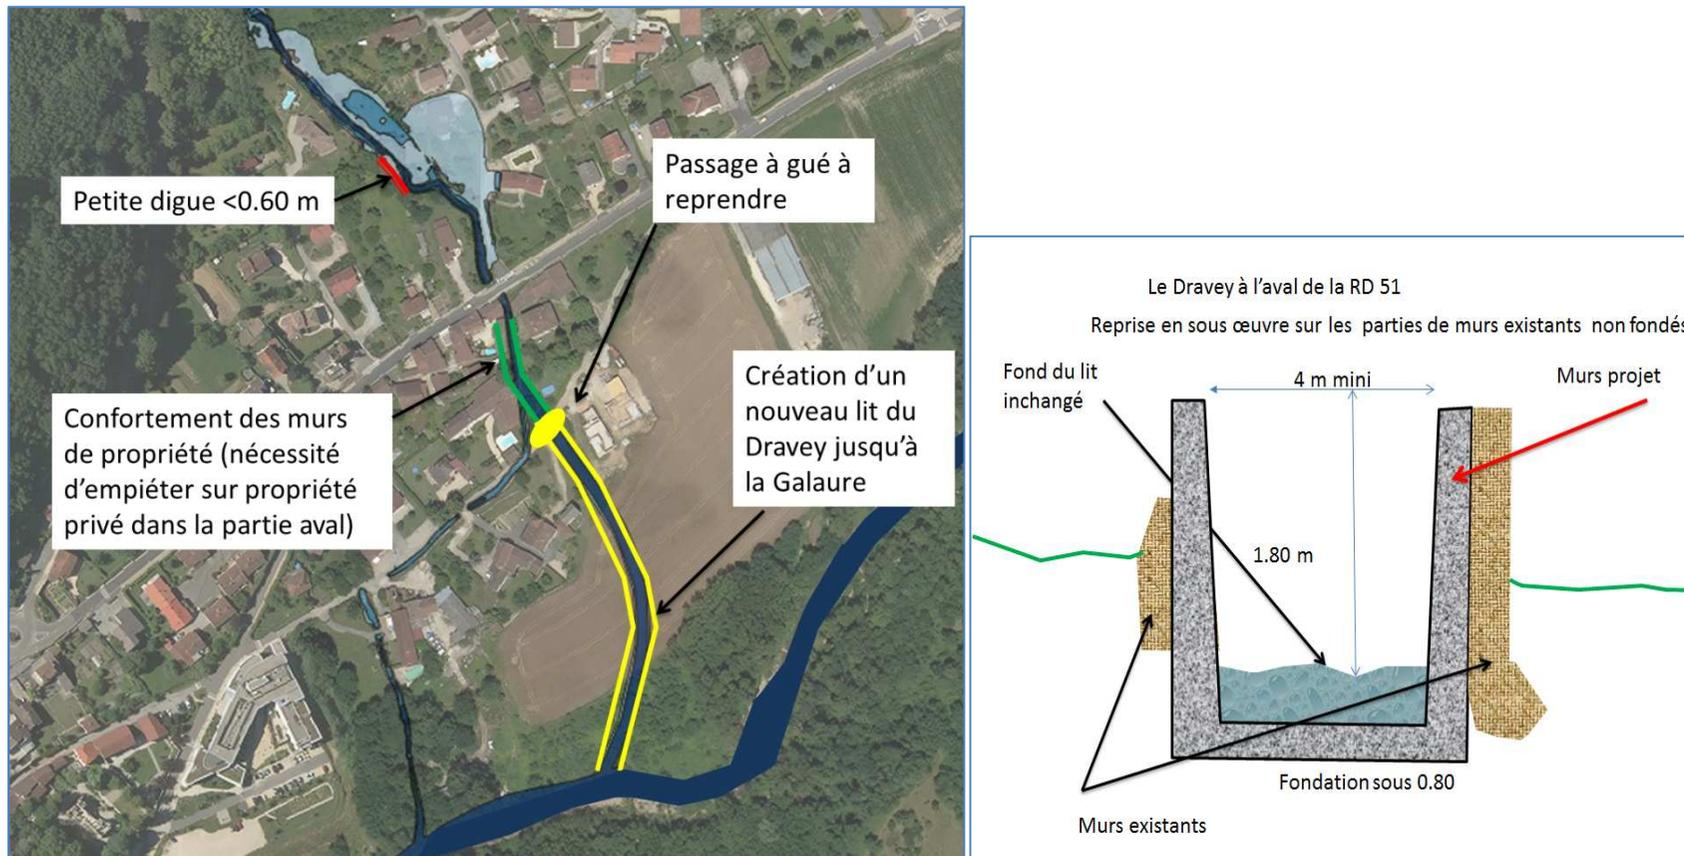 Petite digue <0.60 m
Passage à gué à
reprendre
Confortement des murs
de propriété (nécessité
d'empiéter sur propriété
privé dans la partie aval)
Création d'un
nouveau lit du
Dravey jusqu'à
la Galaure
Le Dravey à l'aval de la RD 51
Reprise en sous œuvre sur les parties de murs existants non fondés
Fond du lit
inchangé
4 m mini
Murs projet
1.80 m
Fondation sous 0.80
Murs existants